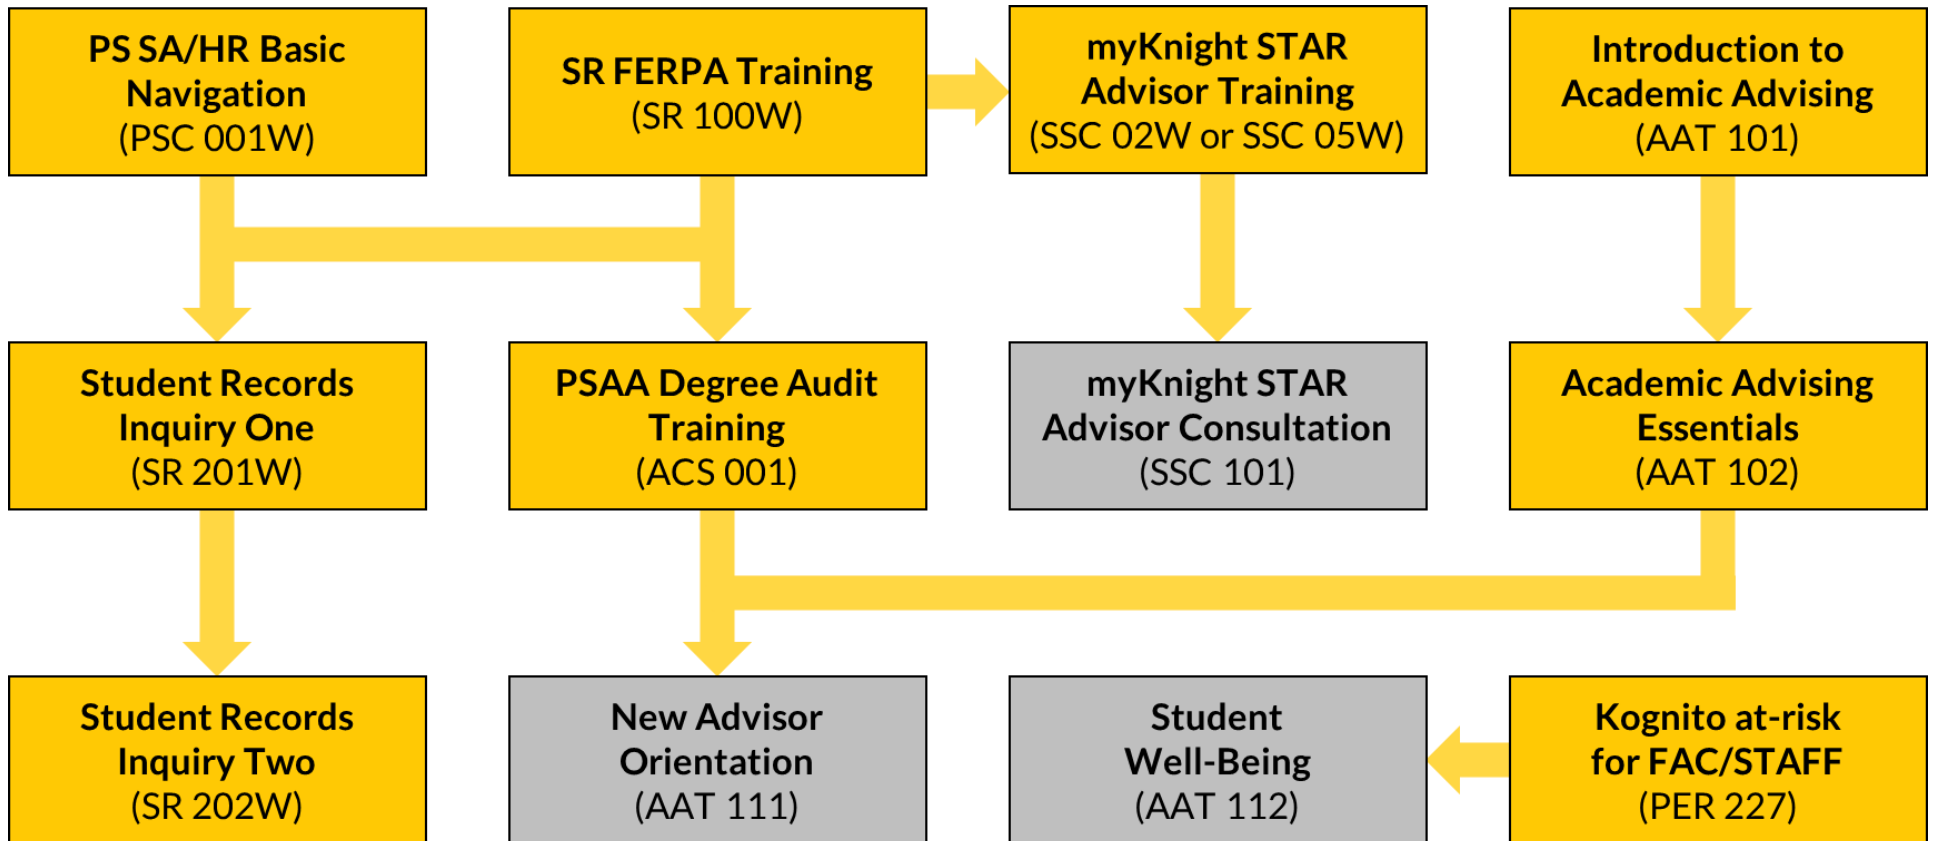 PS SA/HR Basic
Navigation
(PSC 001W)
SR FERPA Training
(SR 100W)
myKnight STAR
Advisor Training
(SSC 02W or SSC 05W)
Introduction to
Academic Advising
(AAT 101)
Student Records
Inquiry One
(SR 201W)
PSAA Degree Audit
Training
(ACS 001)
myKnight STAR
Advisor Consultation
(SSC 101)
Academic Advising
Essentials
(AAT 102)
Student Records
Inquiry Two
(SR 202W)
New Advisor
Orientation
(AAT 111)
Student
Well-Being
(AAT 112)
Kognito at-risk
for FAC/STAFF
(PER 227)